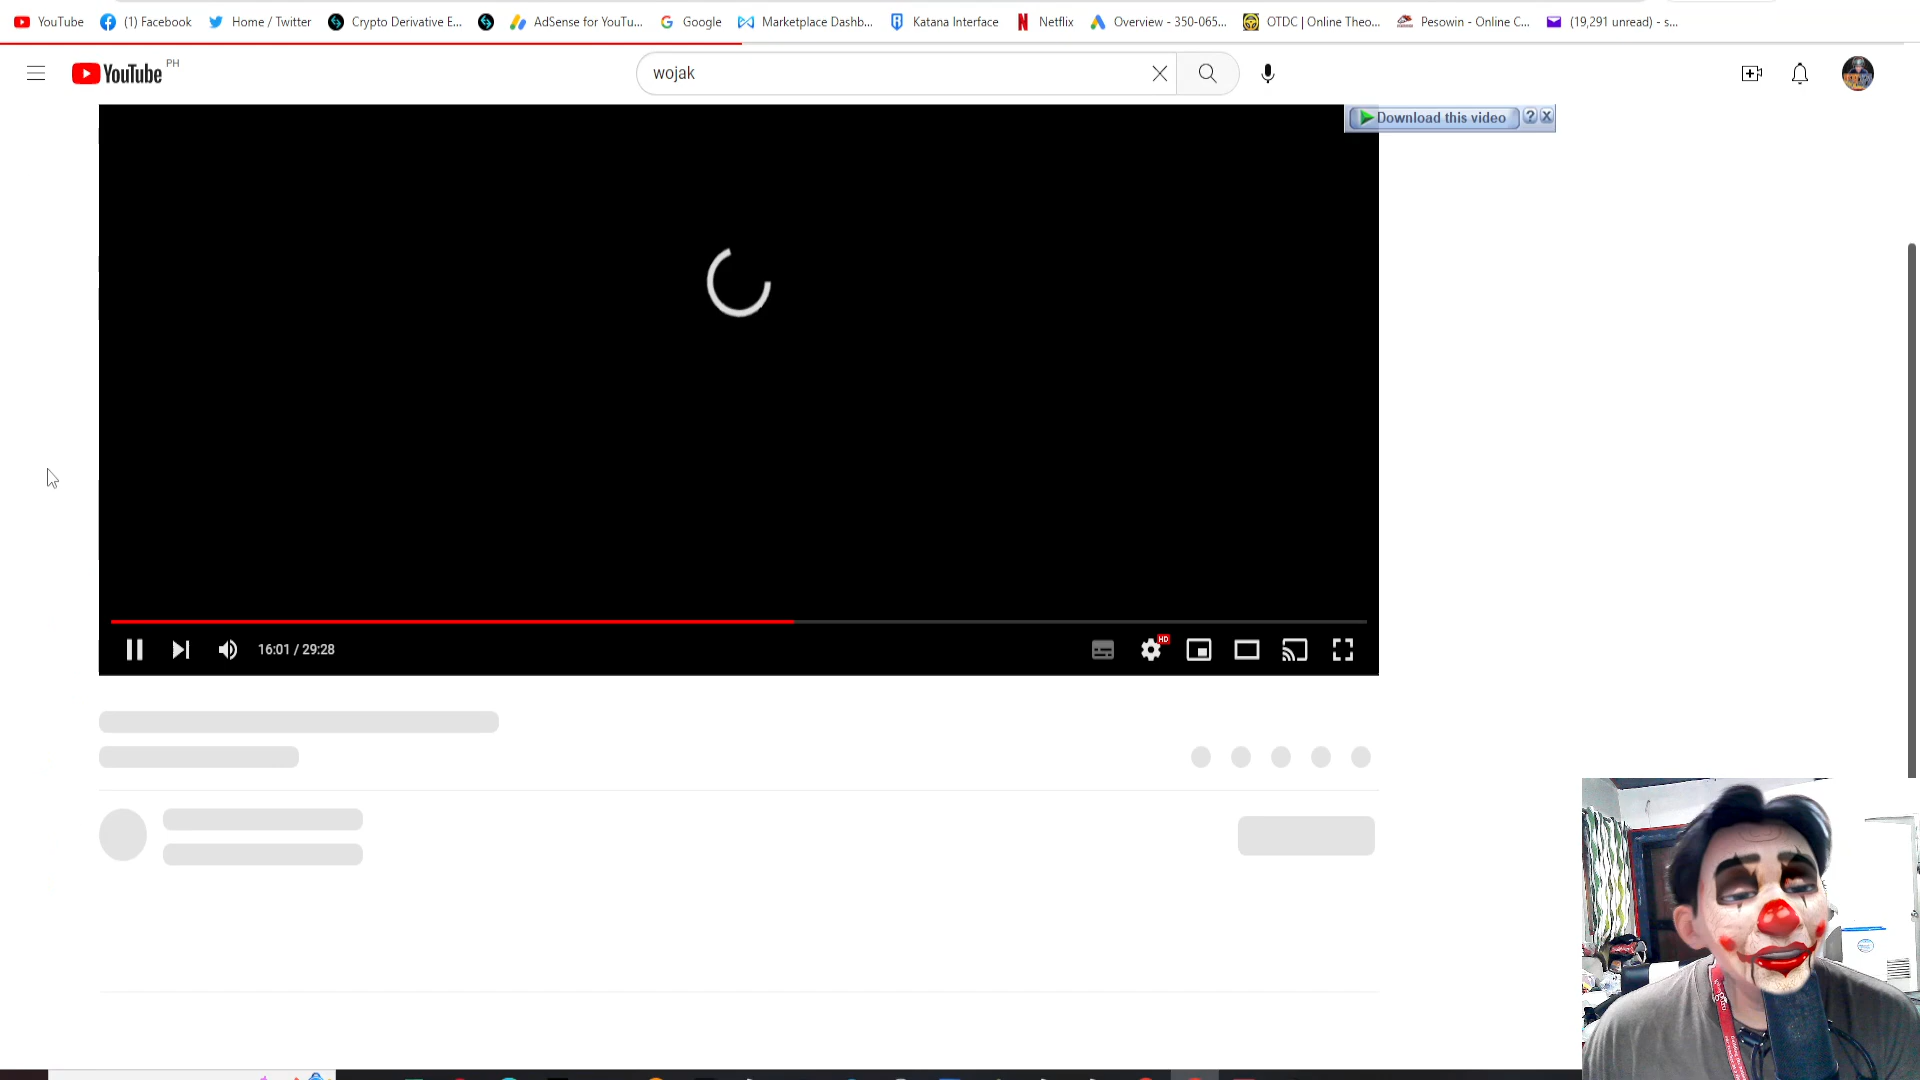 YouTube (1) Facebook Home / Twitter Crypto Derivative E... AdSense for YouTu... Google Marketplace Dashb... Katana Interface Netflix Overview - 350-065... OTDC | Online Theo... Pesowin - Online C... (19,291 unread) - s...
YouTube PH wojak
Download this video ? X
16:01 / 29:28 HD